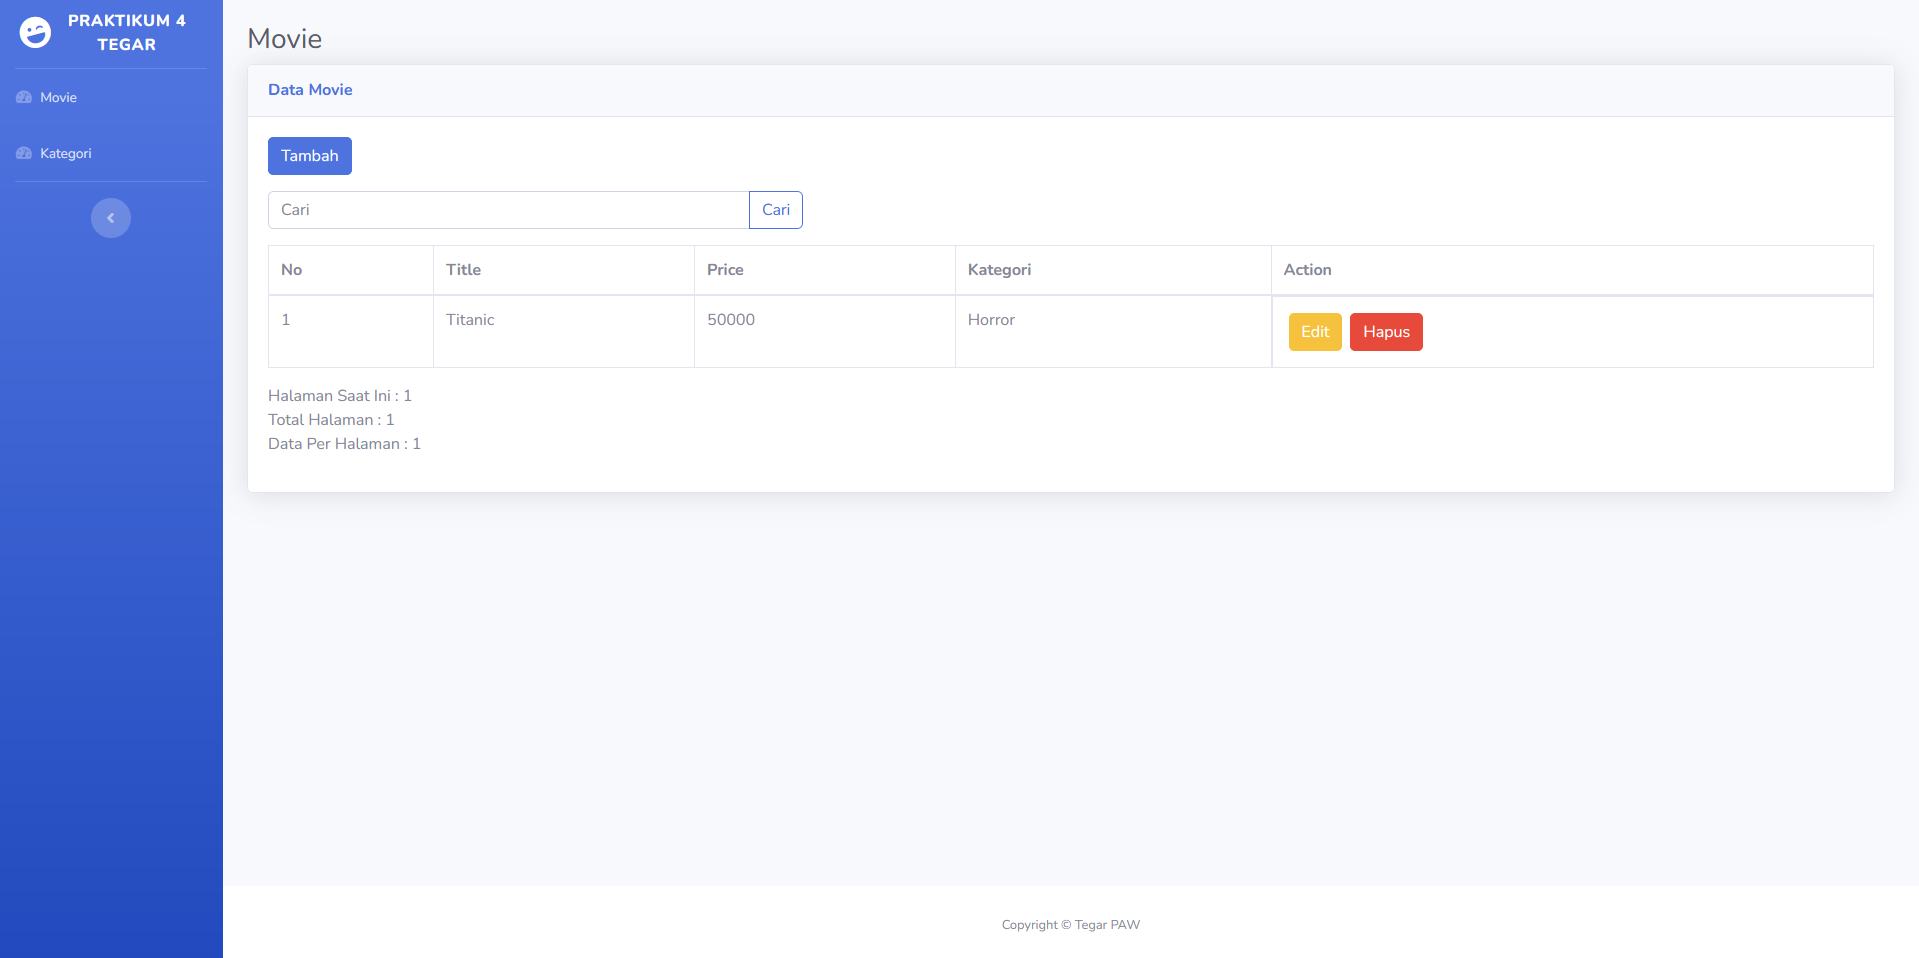 PRAKTIKUM 4
TEGAR
Movie
Kategori
Movie
Data Movie
Tambah
Cari Cari
No Title Price Kategori Action
1 Titanic 50000 Horror Edit Hapus
Halaman Saat Ini : 1
Total Halaman : 1
Data Per Halaman : 1
Copyright © Tegar PAW